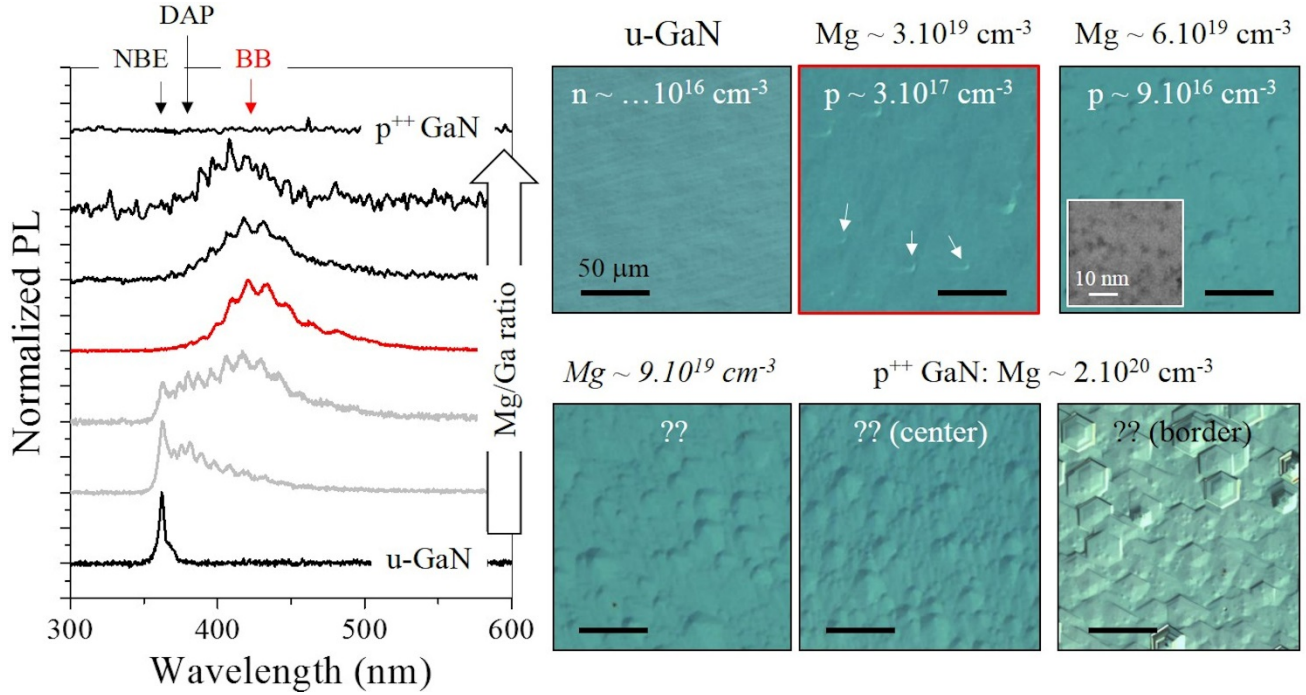 DAP
NBE
BB
p++ GaN
Mg/Ga ratio
u-GaN
Normalized PL
300
400
500
600
Wavelength (nm)
u-GaN
Mg ~ 3.10¹⁹ cm⁻³
Mg ~ 6.10¹⁹ cm⁻³
n ~ …10¹⁶ cm⁻³
p ~ 3.10¹⁷ cm⁻³
p ~ 9.10¹⁶ cm⁻³
50 µm
10 nm
Mg ~ 9.10¹⁹ cm⁻³
p⁺⁺ GaN: Mg ~ 2.10²⁰ cm⁻³
??
?? (center)
?? (border)